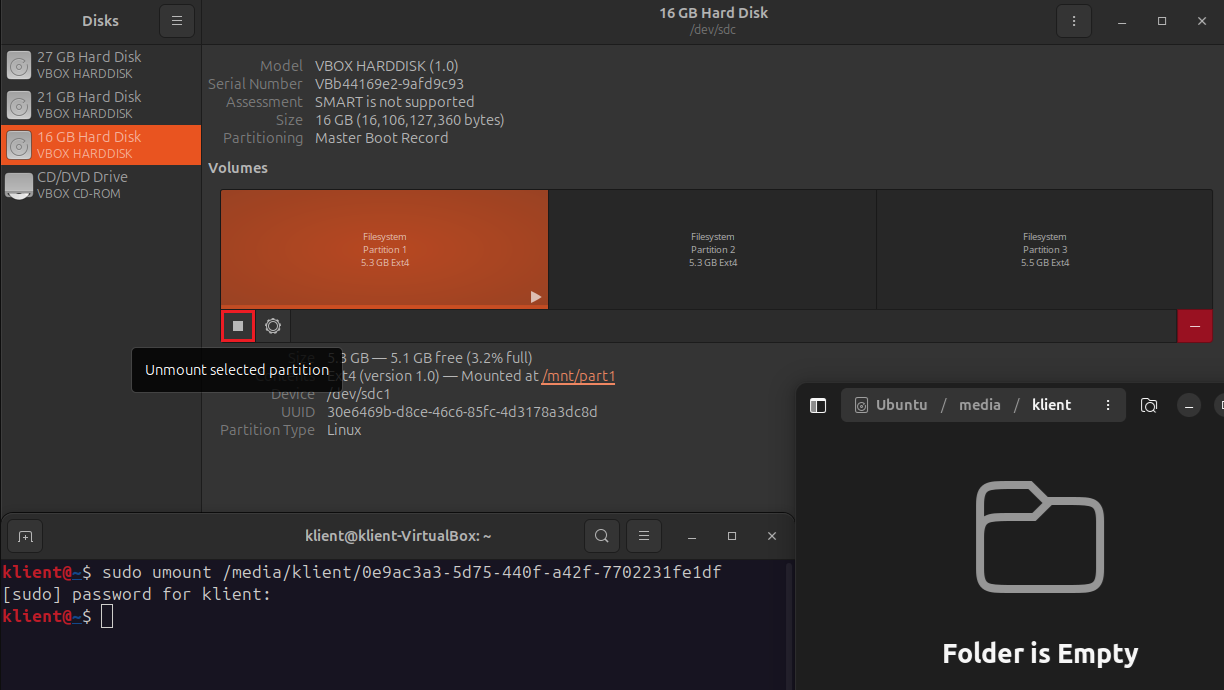 Disks
27 GB Hard Disk
VBOX HARDDISK
21 GB Hard Disk
VBOX HARDDISK
16 GB Hard Disk
VBOX HARDDISK
CD/DVD Drive
VBOX CD-ROM
16 GB Hard Disk
/dev/sdc
Model VBOX HARDDISK (1.0)
Serial Number VBb44169e2-9afd9c93
Assessment SMART is not supported
Size 16 GB (16,106,127,360 bytes)
Partitioning Master Boot Record
Volumes
Filesystem
Partition 1
5.3 GB Ext4
Filesystem
Partition 2
5.3 GB Ext4
Filesystem
Partition 3
5.5 GB Ext4
Unmount selected partition
Size 5.3 GB — 5.1 GB free (3.2% full)
Contents Ext4 (version 1.0) — Mounted at /mnt/part1
Device /dev/sdc1
UUID 30e6469b-d8ce-46c6-85fc-4d3178a3dc8d
Partition Type Linux
klient@klient-VirtualBox: ~
klient@~$ sudo umount /media/klient/0e9ac3a3-5d75-440f-a42f-7702231fe1df
[sudo] password for klient:
klient@~$
Ubuntu / media / klient
Folder is Empty